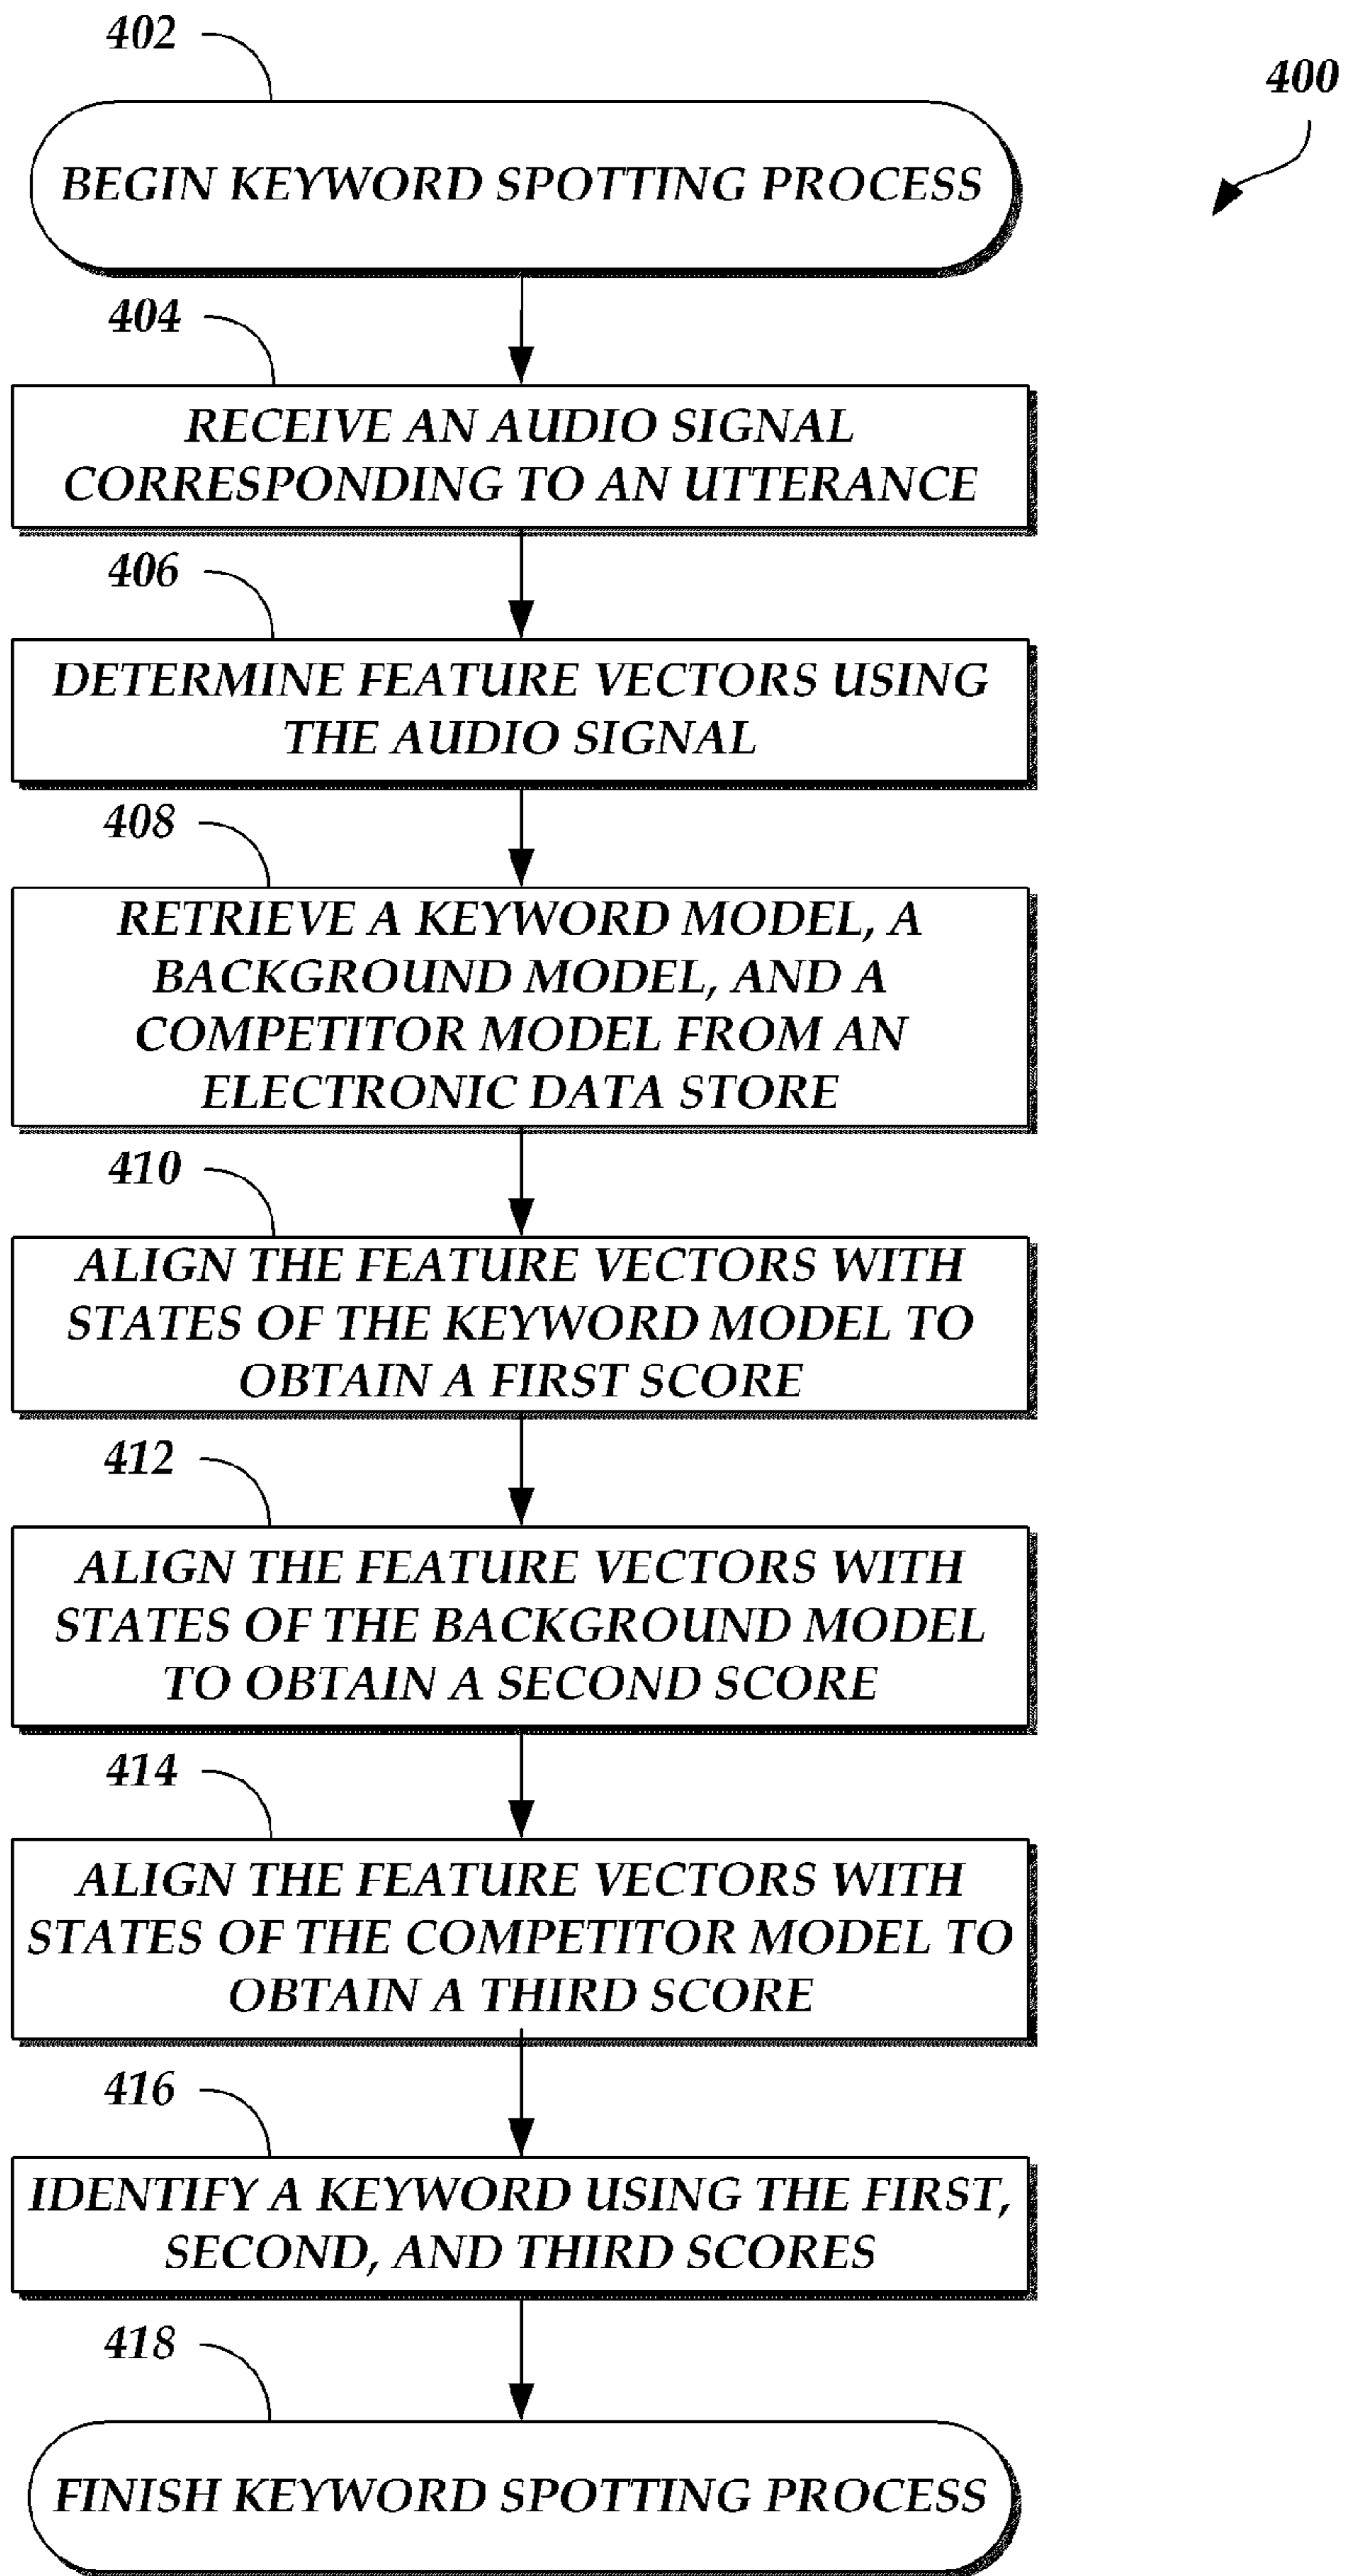 402
400
BEGIN KEYWORD SPOTTING PROCESS
404
RECEIVE AN AUDIO SIGNAL
CORRESPONDING TO AN UTTERANCE
406
DETERMINE FEATURE VECTORS USING
THE AUDIO SIGNAL
408
RETRIEVE A KEYWORD MODEL, A
BACKGROUND MODEL, AND A
COMPETITOR MODEL FROM AN
ELECTRONIC DATA STORE
410
ALIGN THE FEATURE VECTORS WITH
STATES OF THE KEYWORD MODEL TO
OBTAIN A FIRST SCORE
412
ALIGN THE FEATURE VECTORS WITH
STATES OF THE BACKGROUND MODEL
TO OBTAIN A SECOND SCORE
414
ALIGN THE FEATURE VECTORS WITH
STATES OF THE COMPETITOR MODEL TO
OBTAIN A THIRD SCORE
416
IDENTIFY A KEYWORD USING THE FIRST,
SECOND, AND THIRD SCORES
418
FINISH KEYWORD SPOTTING PROCESS